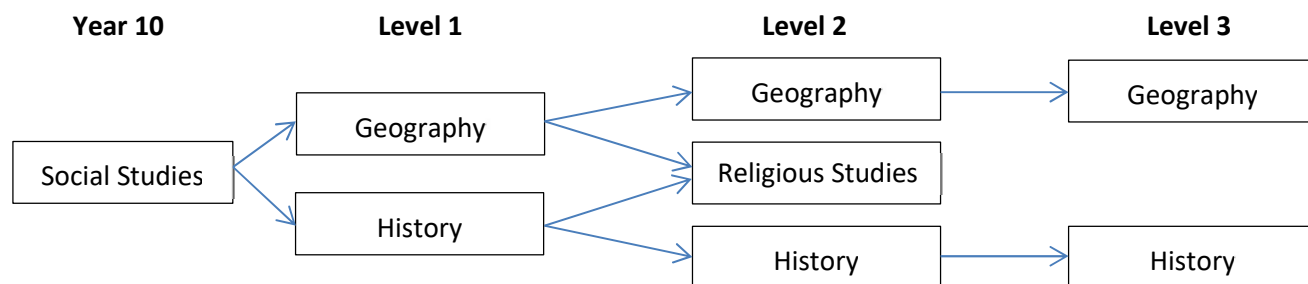 Year 10 Level 1 Level 2 Level 3
Geography Geography
Geography
Social Studies Religious Studies
History
History History